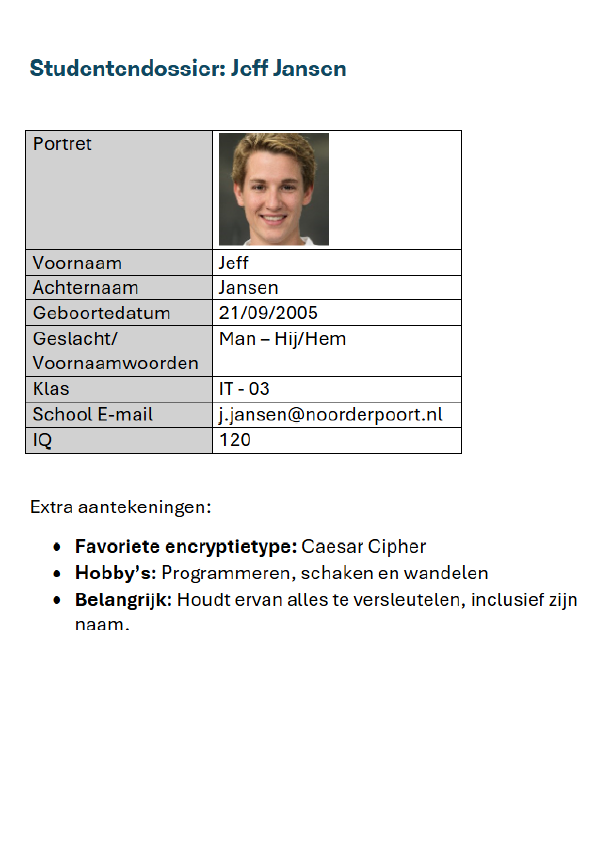 Studentendossier: Jeff Jansen
Portret
Voornaam Jeff
Achternaam Jansen
Geboortedatum 21/09/2005
Geslacht/ Man – Hij/Hem
Voornaamwoorden
Klas IT - 03
School E-mail j.jansen@noorderpoort.nl
IQ 120
Extra aantekeningen:
• Favoriete encryptietype: Caesar Cipher
• Hobby's: Programmeren, schaken en wandelen
• Belangrijk: Houdt ervan alles te versleutelen, inclusief zijn
naam.